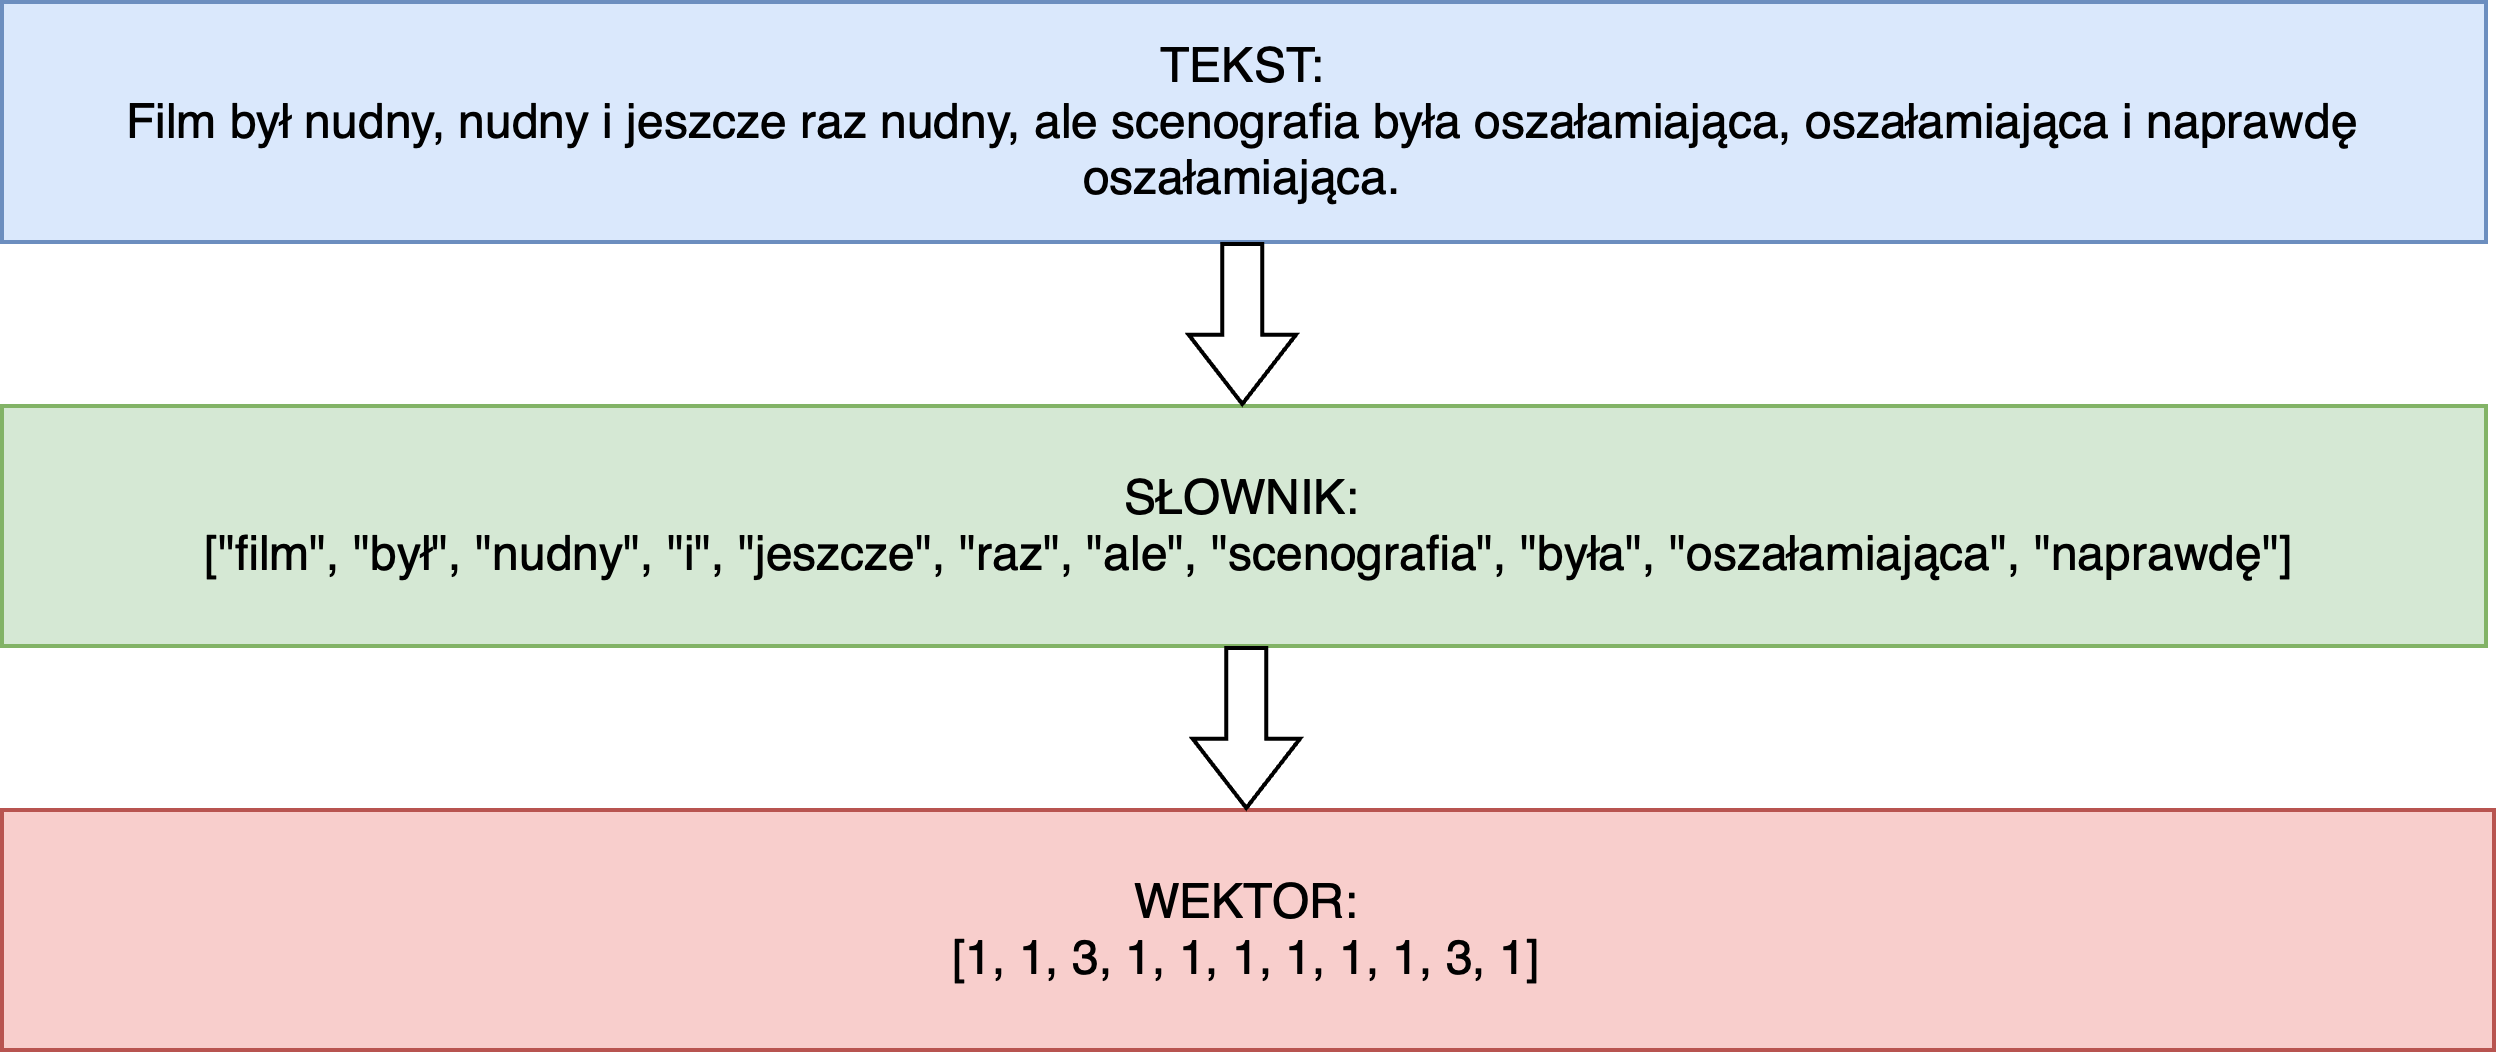 TEKST:
Film był nudny, nudny i jeszcze raz nudny, ale scenografia była oszałamiająca, oszałamiająca i naprawdę
oszałamiająca.
SŁOWNIK:
["film", "był", "nudny", "i", "jeszcze", "raz", "ale", "scenografia", "była", "oszałamiająca", "naprawdę"]
WEKTOR:
[1, 1, 3, 1, 1, 1, 1, 1, 1, 3, 1]